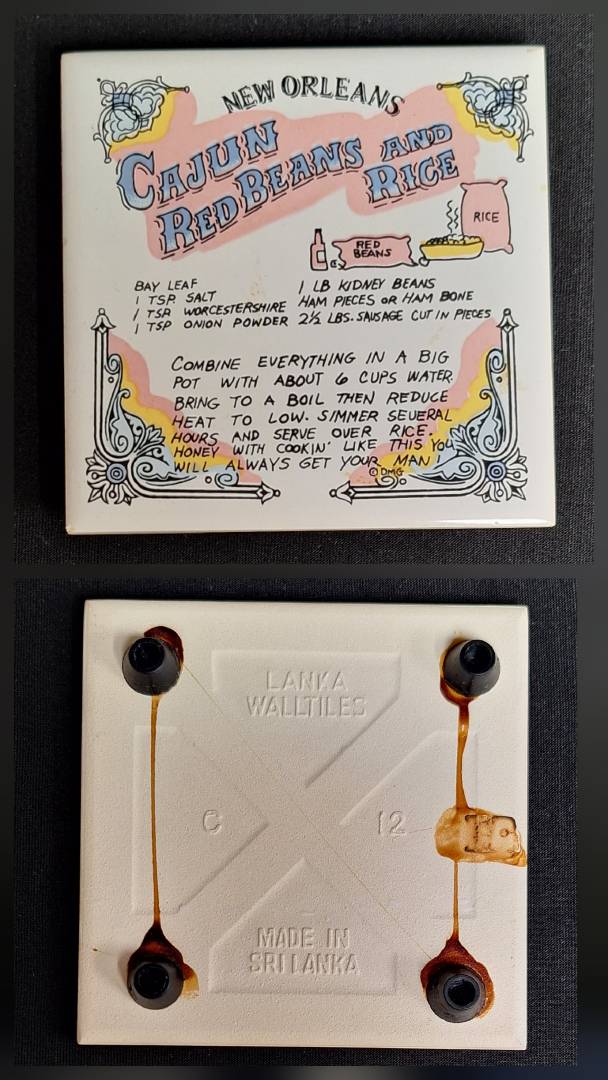 NEW ORLEANS
CAJUN
RED BEANS AND
RICE
RICE
RED
BEANS
BAY LEAF
1 TSP. SALT
1 TSP. WORCESTERSHIRE
1 TSP ONION POWDER
1 LB KIDNEY BEANS
HAM PIECES OR HAM BONE
2½ LBS. SAUSAGE CUT IN PIECES
COMBINE EVERYTHING IN A BIG
POT WITH ABOUT 6 CUPS WATER.
BRING TO A BOIL THEN REDUCE
HEAT TO LOW. SIMMER SEVERAL
HOURS AND SERVE OVER RICE.
HONEY WITH COOKIN' LIKE THIS YOU
WILL ALWAYS GET YOUR MAN!
©DMG
LANKA
WALLTILES
C 12
MADE IN
SRI LANKA